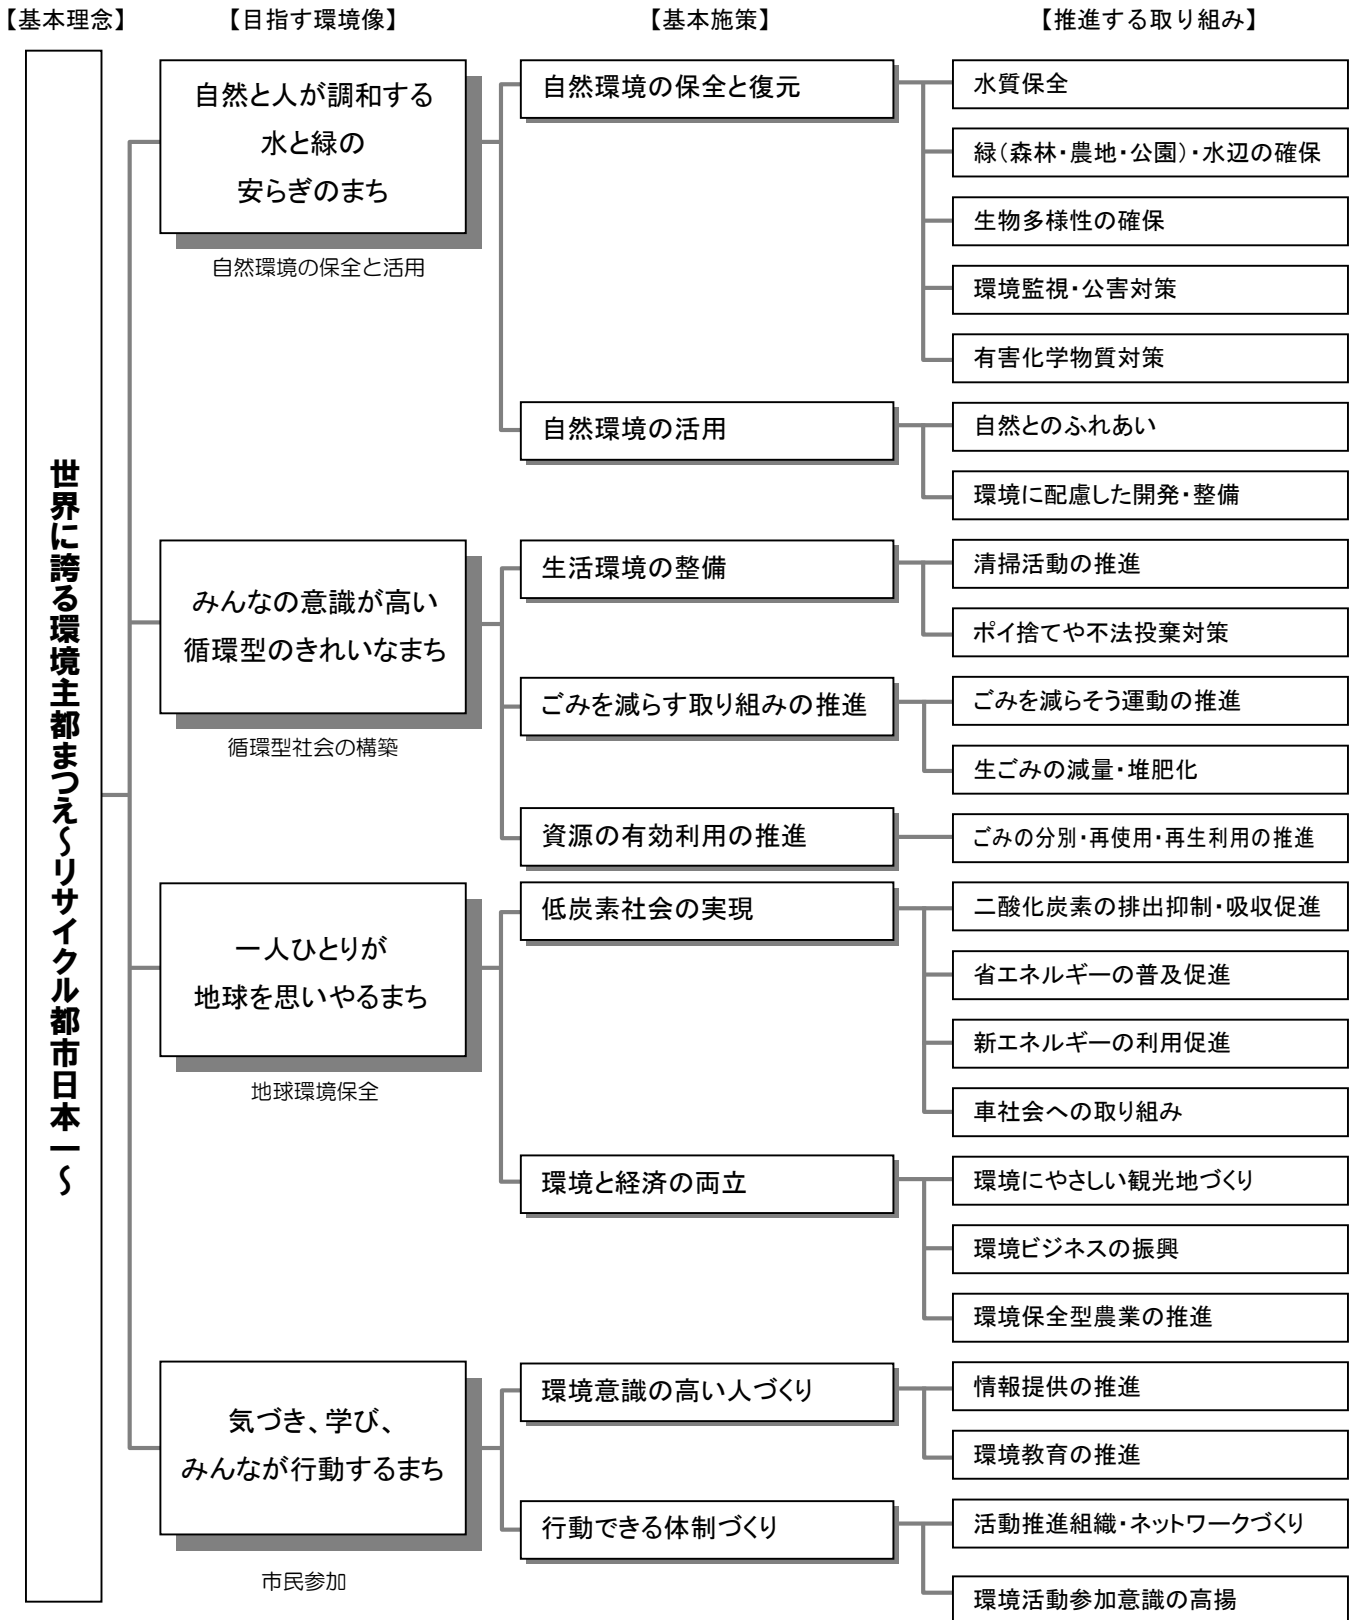 【基本理念】
【目指す環境像】
【基本施策】
【推進する取り組み】
世界に誇る環境主都まつえ～リサイクル都市日本一～
自然と人が調和する
水と緑の
安らぎのまち
自然環境の保全と活用
自然環境の保全と復元
水質保全
緑（森林・農地・公園）・水辺の確保
生物多様性の確保
環境監視・公害対策
有害化学物質対策
自然環境の活用
自然とのふれあい
環境に配慮した開発・整備
みんなの意識が高い
循環型のきれいなまち
循環型社会の構築
生活環境の整備
清掃活動の推進
ポイ捨てや不法投棄対策
ごみを減らす取り組みの推進
ごみを減らそう運動の推進
生ごみの減量・堆肥化
資源の有効利用の推進
ごみの分別・再使用・再生利用の推進
一人ひとりが
地球を思いやるまち
地球環境保全
低炭素社会の実現
二酸化炭素の排出抑制・吸収促進
省エネルギーの普及促進
新エネルギーの利用促進
車社会への取り組み
環境と経済の両立
環境にやさしい観光地づくり
環境ビジネスの振興
環境保全型農業の推進
気づき、学び、
みんなが行動するまち
市民参加
環境意識の高い人づくり
情報提供の推進
環境教育の推進
行動できる体制づくり
活動推進組織・ネットワークづくり
環境活動参加意識の高揚